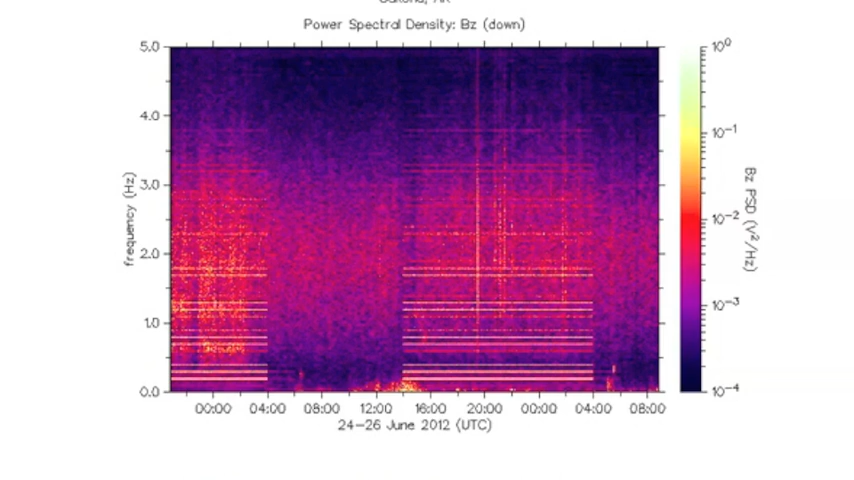 Power Spectral Density: Bz (down)
5.0
4.0
3.0
2.0
1.0
0.0
frequency (Hz)
00:00 04:00 08:00 12:00 16:00 20:00 00:00 04:00 08:00
24-26 June 2012 (UTC)
10⁰
10⁻¹
10⁻²
10⁻³
10⁻⁴
Bz PSD (V²/Hz)